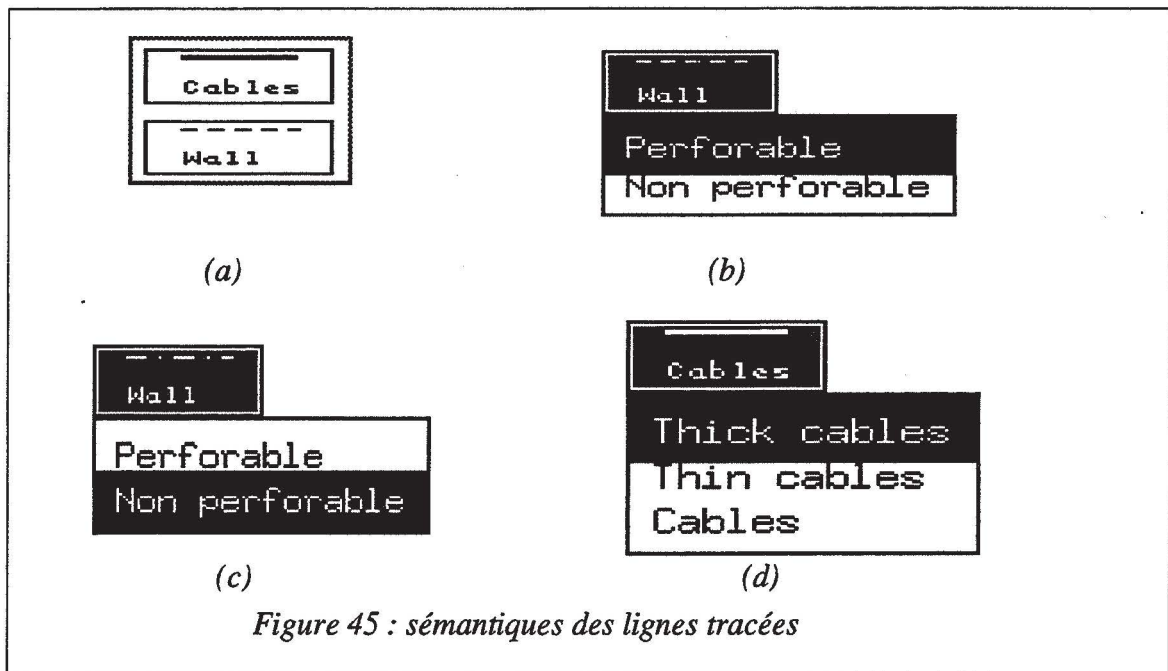 Cables
Wall
(a)
Wall
Perforable
Non perforable
(b)
Wall
Perforable
Non perforable
(c)
Cables
Thick cables
Thin cables
Cables
(d)
Figure 45 : sémantiques des lignes tracées